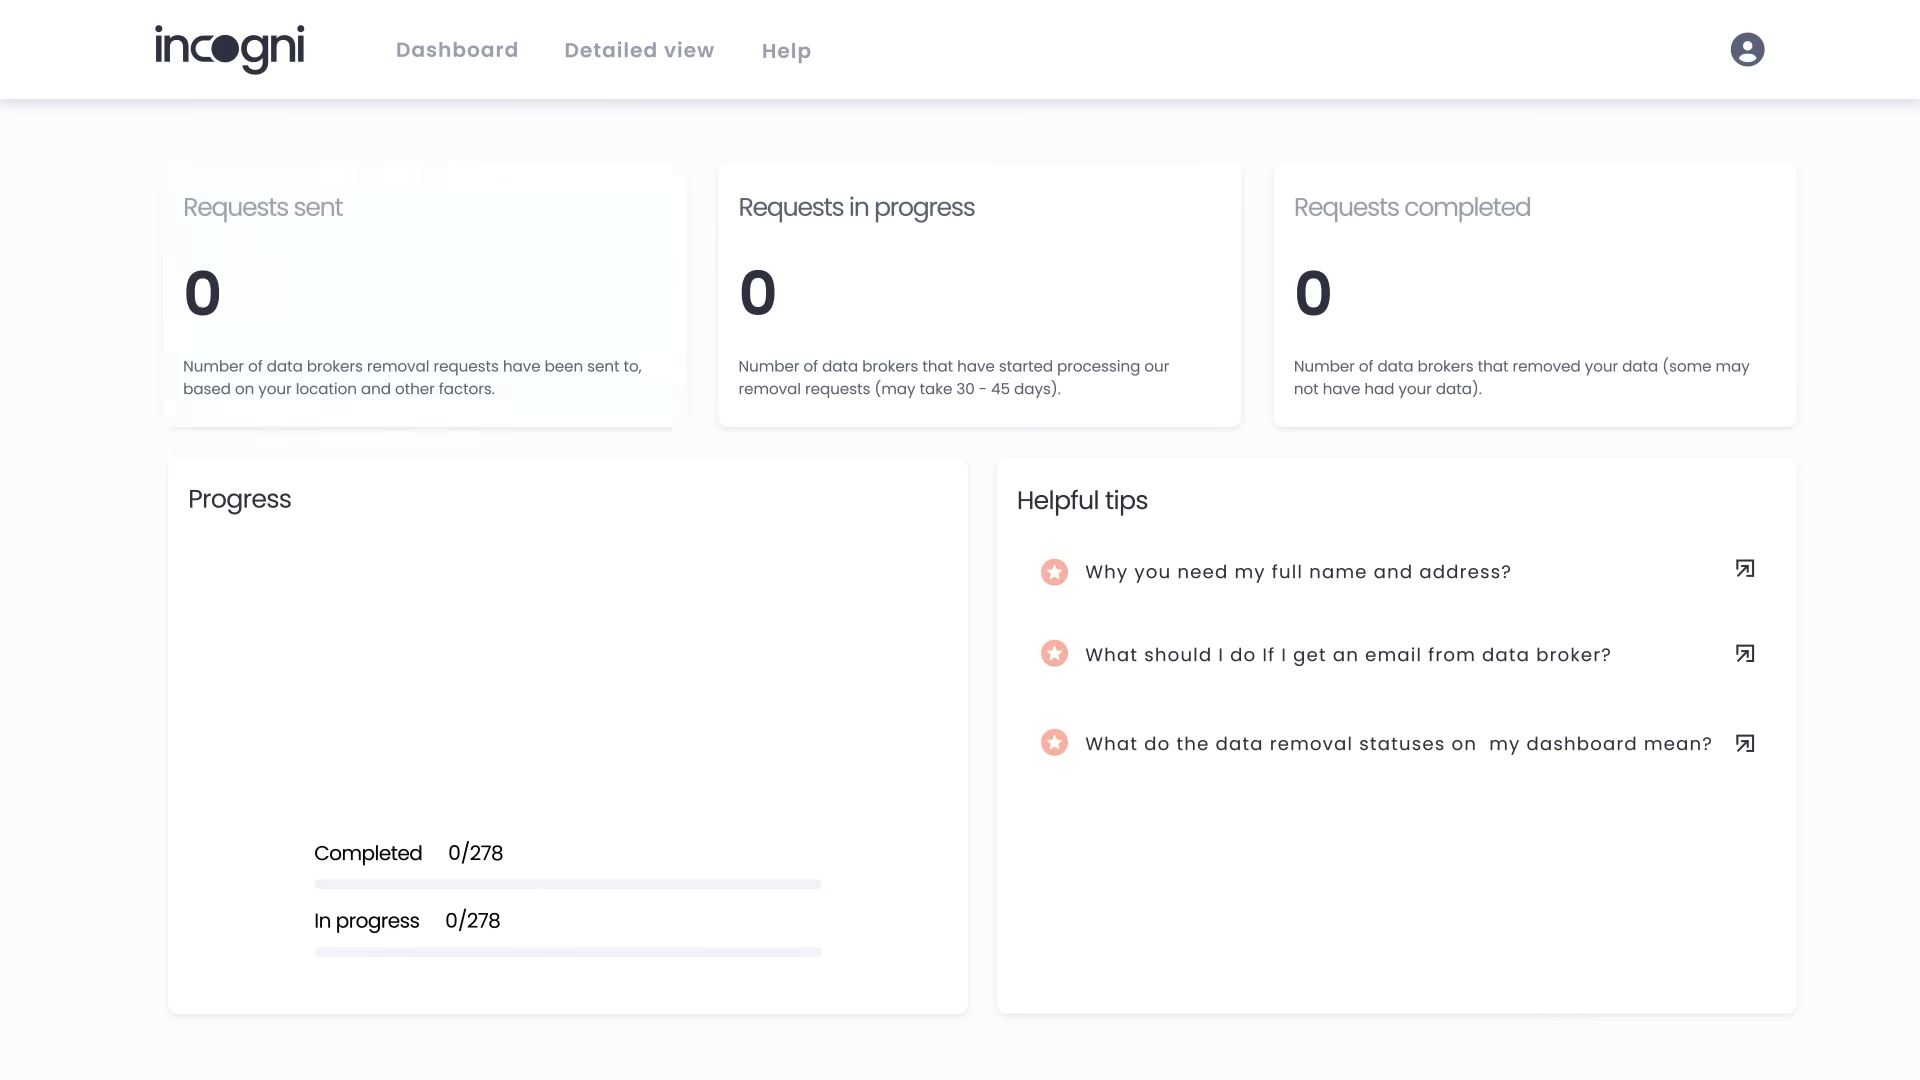 incogni
Dashboard
Detailed view
Help
Requests sent
0
Number of data brokers removal requests have been sent to,
based on your location and other factors.
Requests in progress
0
Number of data brokers that have started processing our
removal requests (may take 30 - 45 days).
Requests completed
0
Number of data brokers that removed your data (some may
not have had your data).
Progress
Completed 0/278
In progress 0/278
Helpful tips
Why you need my full name and address?
What should I do If I get an email from data broker?
What do the data removal statuses on my dashboard mean?